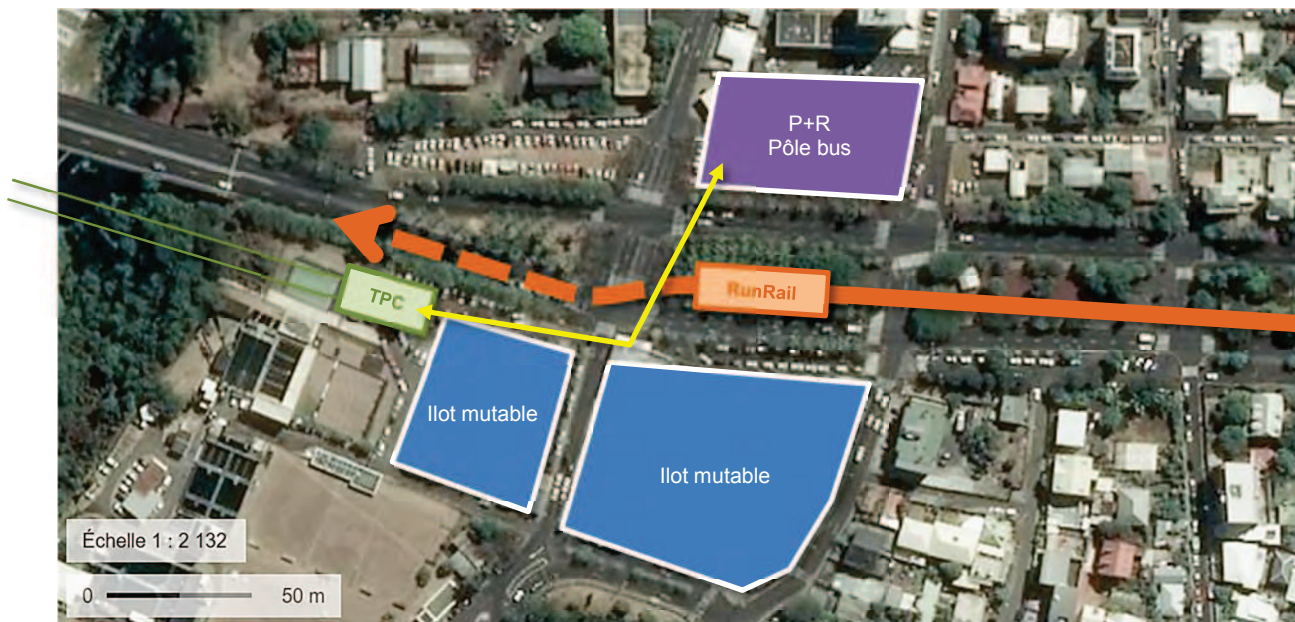 P+R
Pôle bus
TPC
RunRail
Ilot mutable
Ilot mutable
Échelle 1 : 2 132
0 50 m